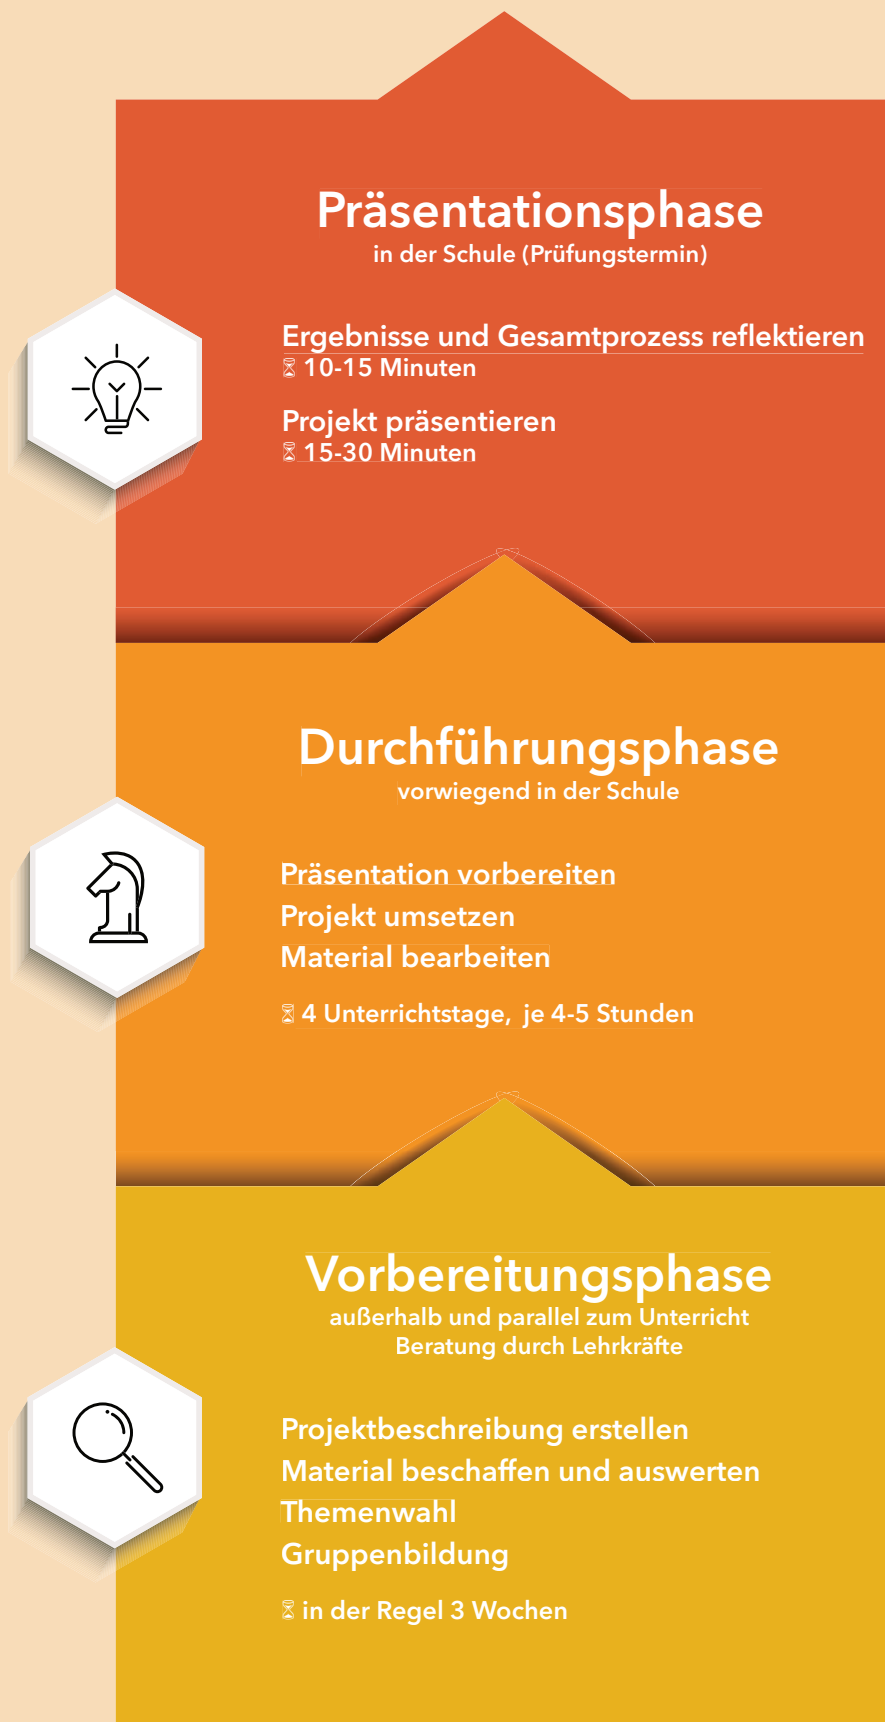 Präsentationsphase
in der Schule (Prüfungstermin)
Ergebnisse und Gesamtprozess reflektieren
⌛ 10-15 Minuten
Projekt präsentieren
⌛ 15-30 Minuten
Durchführungsphase
vorwiegend in der Schule
Präsentation vorbereiten
Projekt umsetzen
Material bearbeiten
⌛ 4 Unterrichtstage, je 4-5 Stunden
Vorbereitungsphase
außerhalb und parallel zum Unterricht
Beratung durch Lehrkräfte
Projektbeschreibung erstellen
Material beschaffen und auswerten
Themenwahl
Gruppenbildung
⌛ in der Regel 3 Wochen